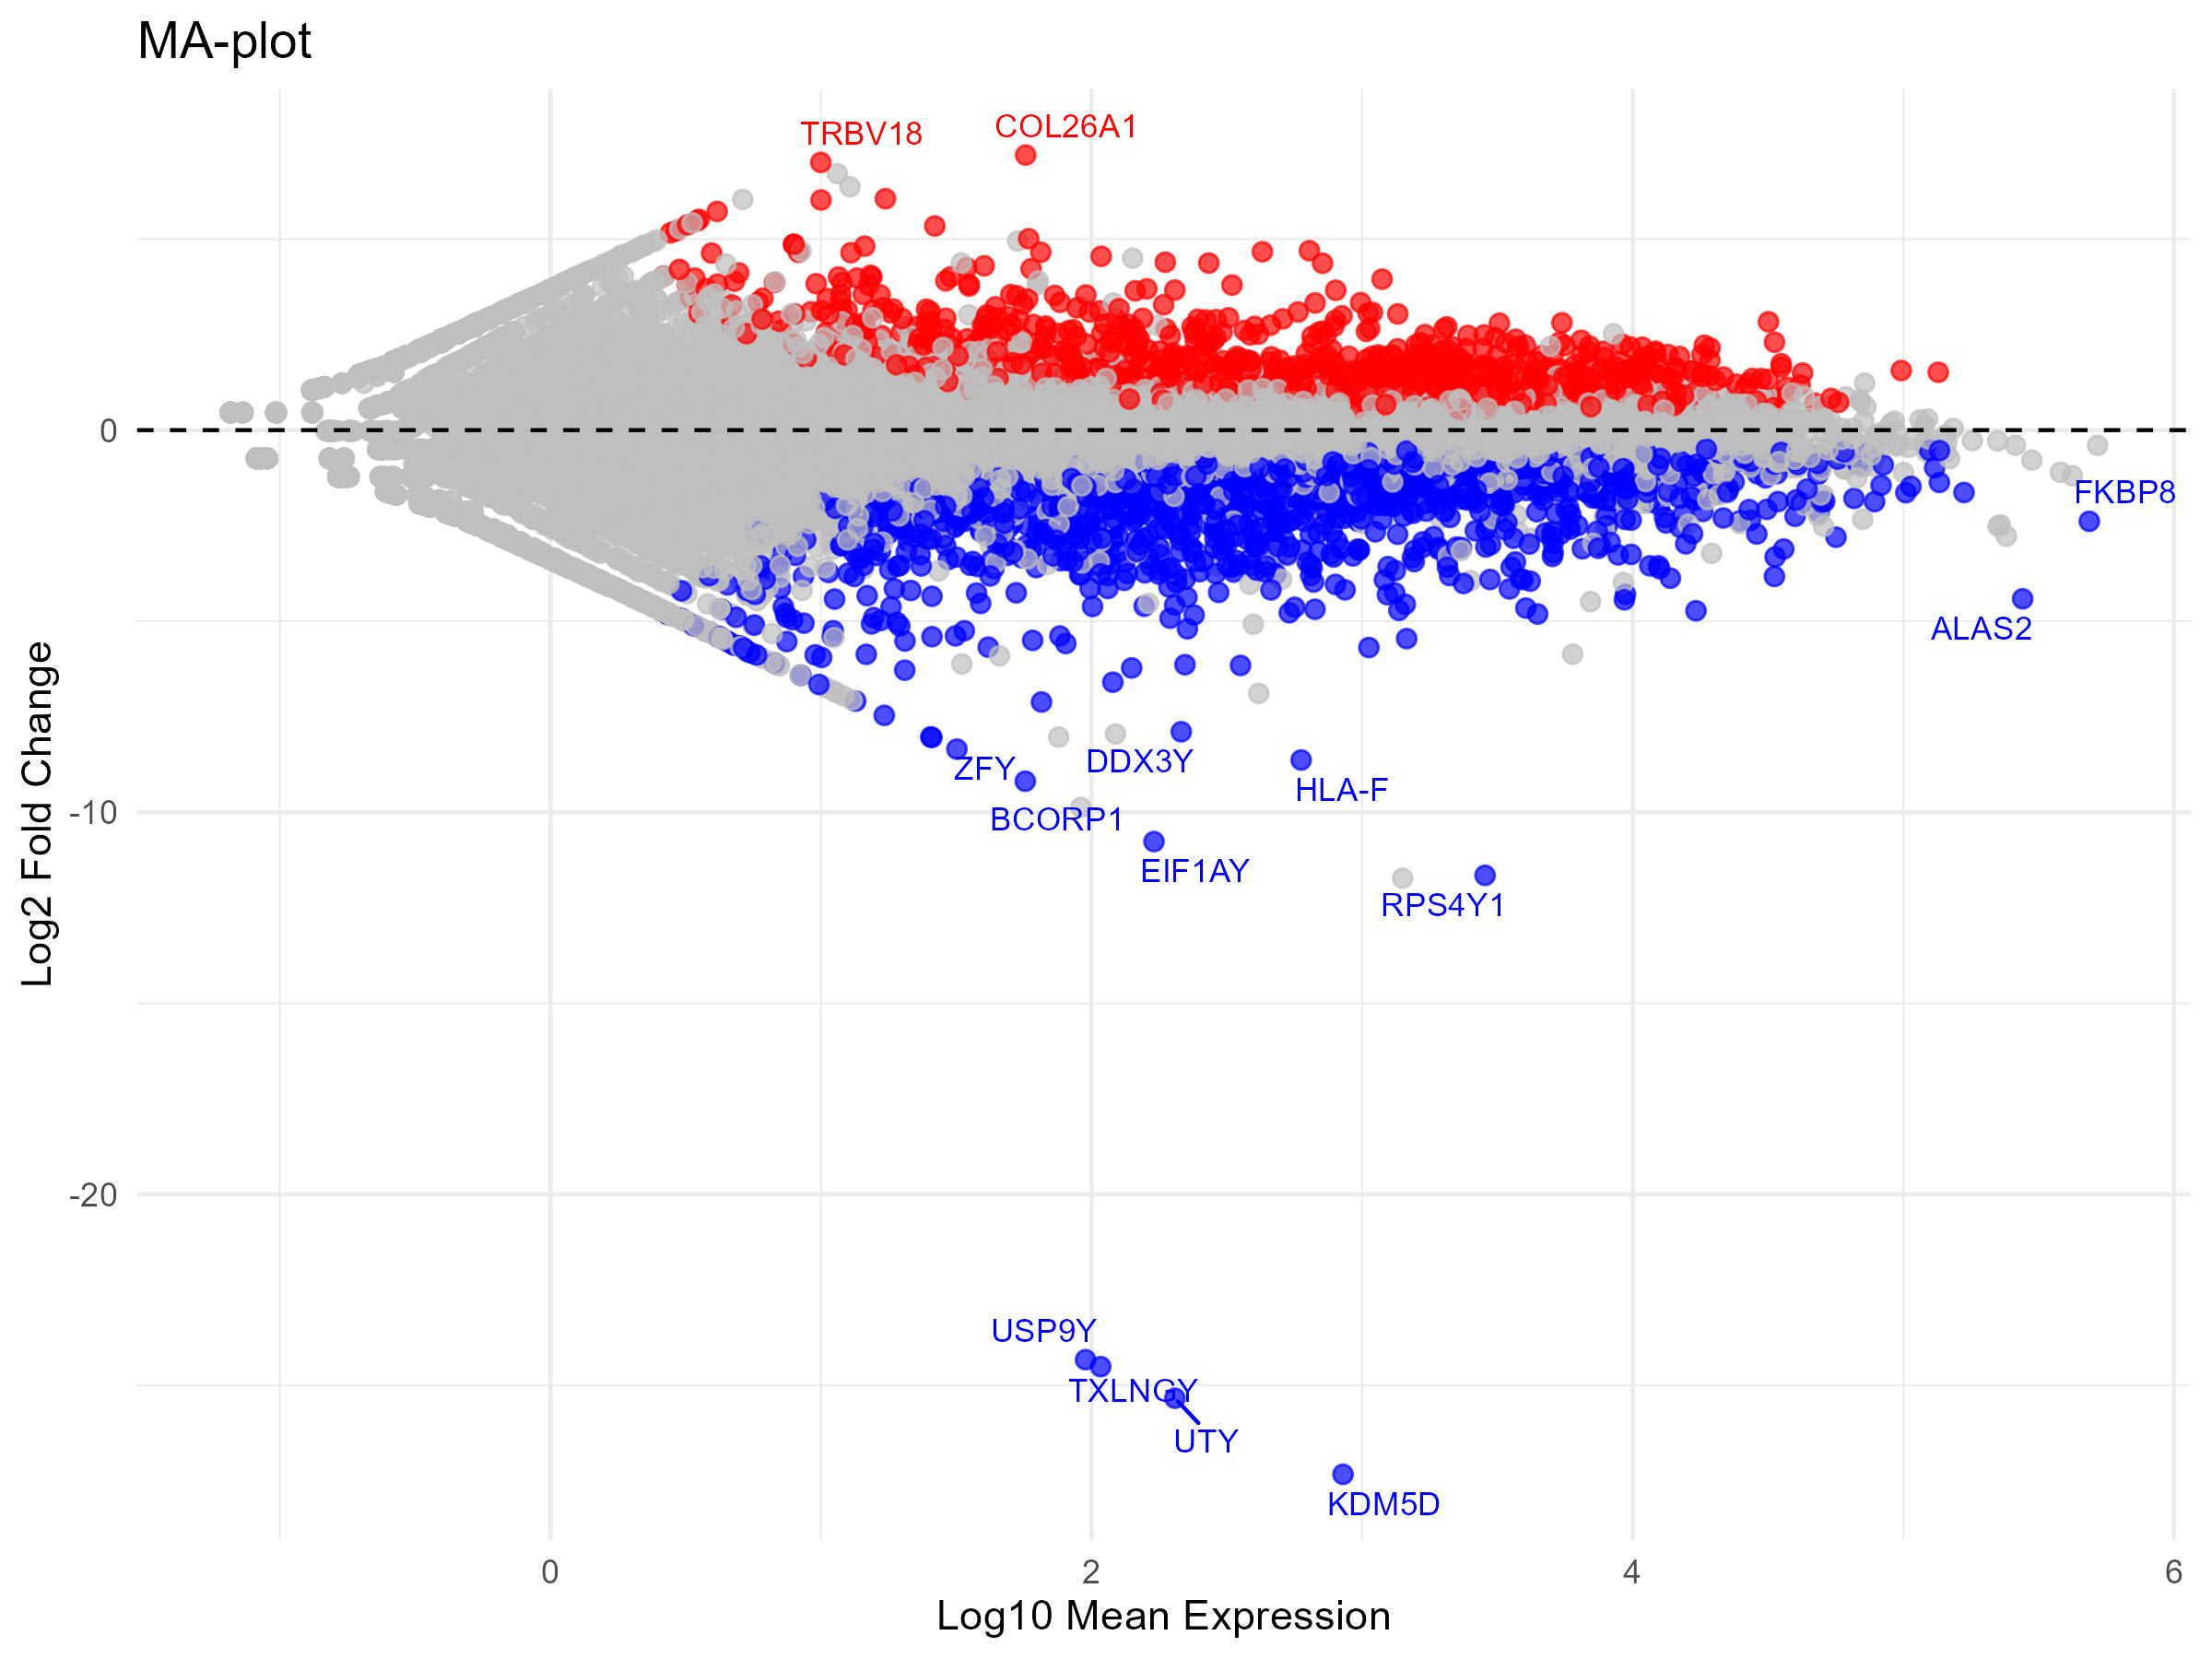 MA-plot
TRBV18
COL26A1
0
FKBP8
ALAS2
ZFY
DDX3Y
HLA-F
-10
BCORP1
EIF1AY
RPS4Y1
-20
USP9Y
TXLNGY
UTY
KDM5D
0
2
4
6
Log10 Mean Expression
Log2 Fold Change